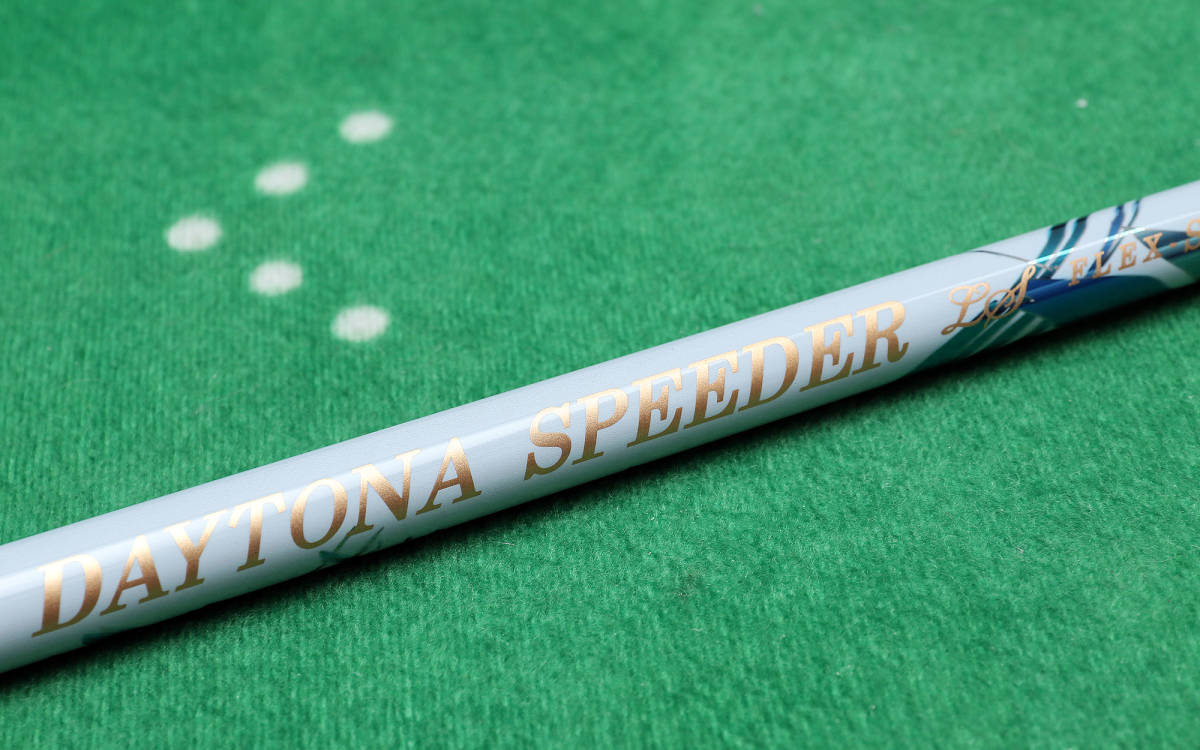 DAYTONA SPEEDER LS FLEX-S